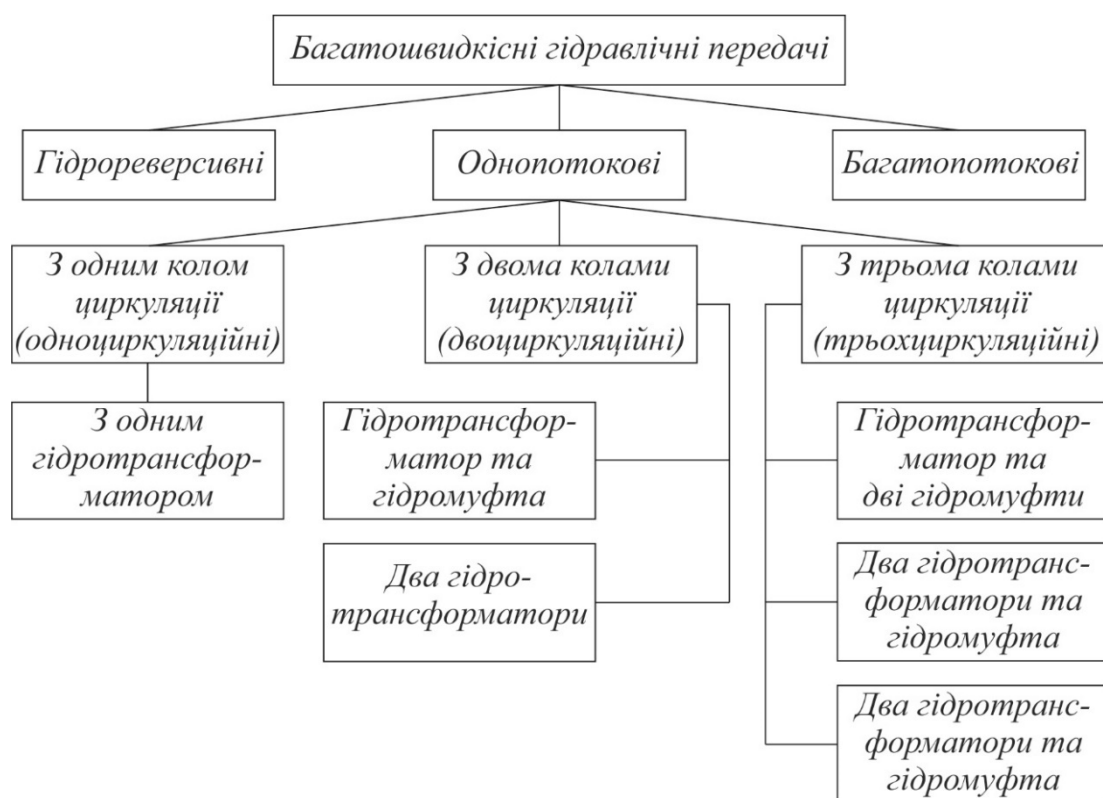 Багатошвидкісні гідравлічні передачі
Гідрореверсивні
Однопотокові
Багатопотокові
З одним колом
циркуляції
(одноциркуляційні)
З двома колами
циркуляції
(двоциркуляційні)
З трьома колами
циркуляції
(трьохциркуляційні)
З одним
гідротрансфор-
матором
Гідротрансфор-
матор та
гідромуфта
Два гідро-
трансформатори
Гідротрансфор-
матор та
дві гідромуфти
Два гідротранс-
форматори та
гідромуфта
Два гідротранс-
форматори та
гідромуфта